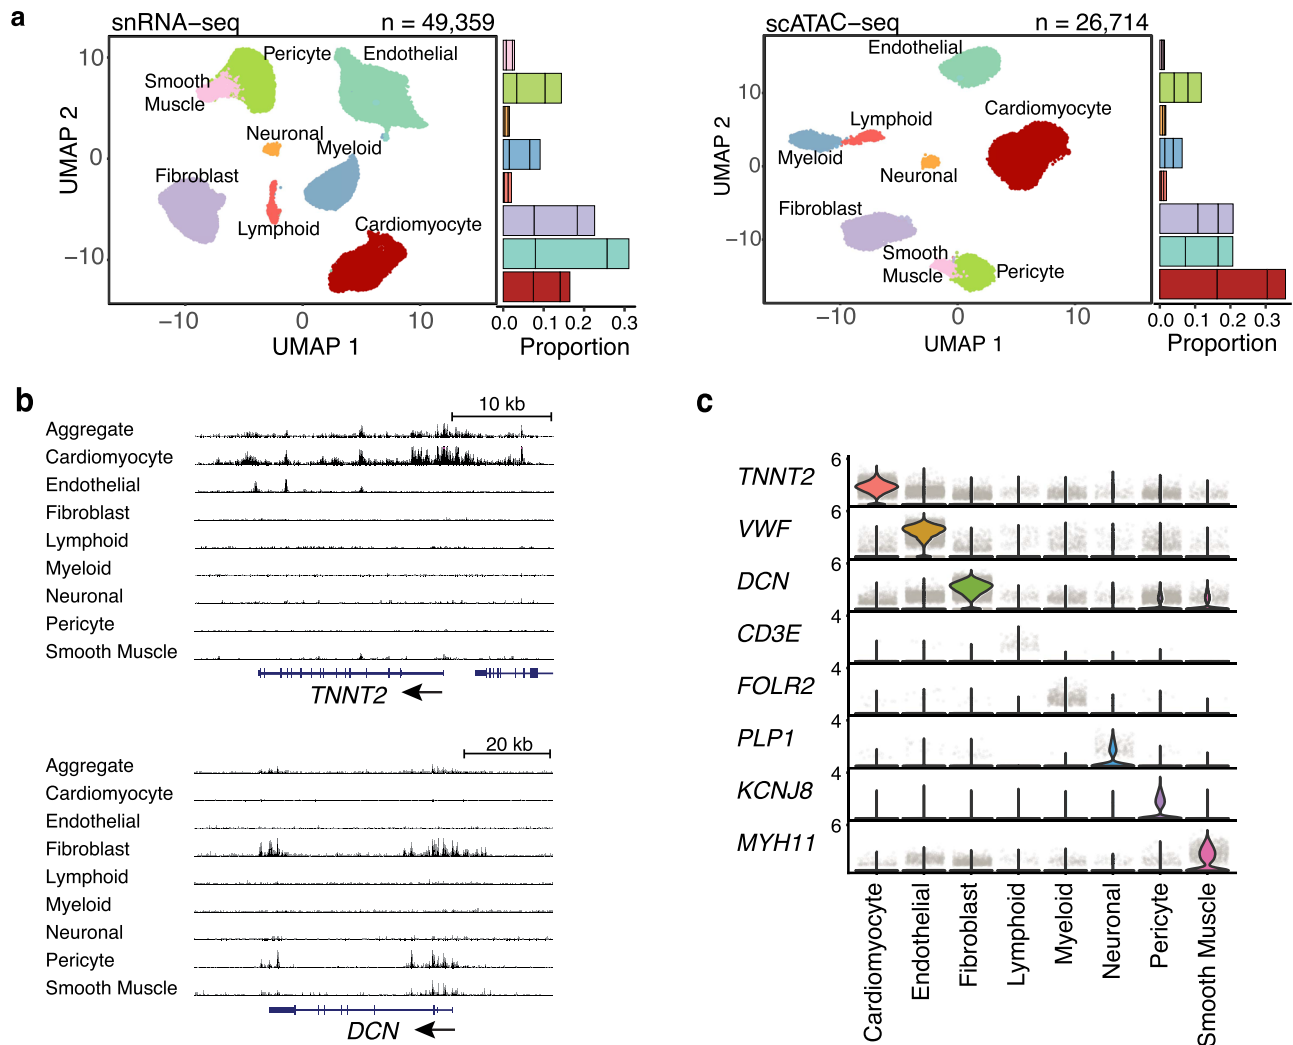 a
snRNA−seq n = 49,359
10
0
−10
UMAP 2
Pericyte
Endothelial
Smooth
Muscle
Neuronal
Myeloid
Fibroblast
Lymphoid
Cardiomyocyte
−10 0 10
UMAP 1
0.0 0.1 0.2 0.3
Proportion
scATAC−seq n = 26,714
10
0
−10
UMAP 2
Endothelial
Cardiomyocyte
Lymphoid
Myeloid
Neuronal
Fibroblast
Smooth
Muscle
Pericyte
−10 0 10
UMAP 1
0.0 0.1 0.2 0.3
Proportion
b
10 kb
Aggregate
Cardiomyocyte
Endothelial
Fibroblast
Lymphoid
Myeloid
Neuronal
Pericyte
Smooth Muscle
TNNT2
20 kb
Aggregate
Cardiomyocyte
Endothelial
Fibroblast
Lymphoid
Myeloid
Neuronal
Pericyte
Smooth Muscle
DCN
c
TNNT2 6
VWF 6
DCN 6
CD3E 4
FOLR2 4
PLP1 4
KCNJ8 4
MYH11 6
Cardiomyocyte
Endothelial
Fibroblast
Lymphoid
Myeloid
Neuronal
Pericyte
Smooth Muscle